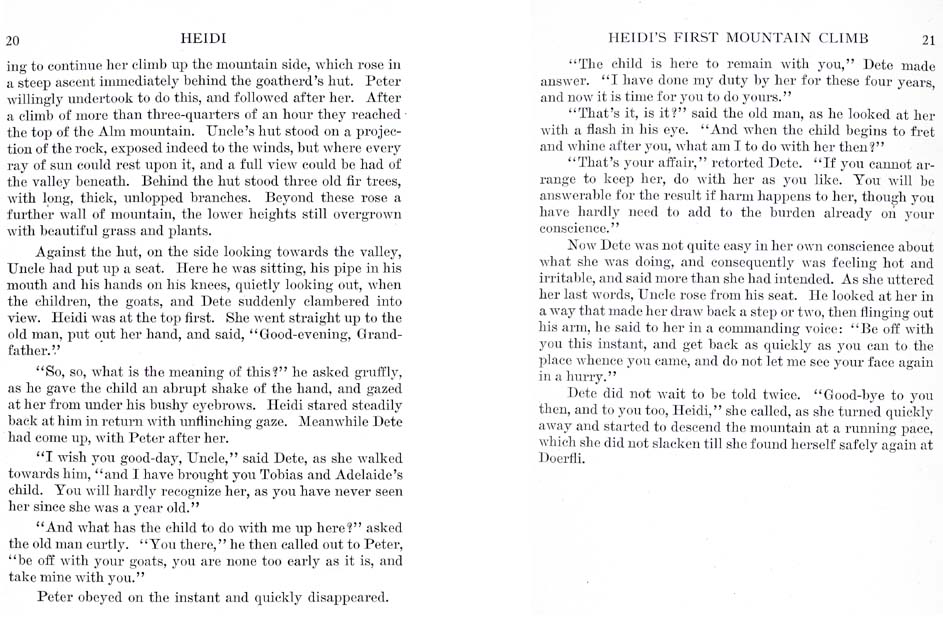 20
HEIDI
ing to continue her climb up the mountain side, which rose in
a steep ascent immediately behind the goatherd's hut. Peter
willingly undertook to do this, and followed after her. After
a climb of more than three-quarters of an hour they reached
the top of the Alm mountain. Uncle's hut stood on a projec-
tion of the rock, exposed indeed to the winds, but where every
ray of sun could rest upon it, and a full view could be had of
the valley beneath. Behind the hut stood three old fir trees,
with long, thick, unlopped branches. Beyond these rose a
further wall of mountain, the lower heights still overgrown
with beautiful grass and plants.
Against the hut, on the side looking towards the valley,
Uncle had put up a seat. Here he was sitting, his pipe in his
mouth and his hands on his knees, quietly looking out, when
the children, the goats, and Dete suddenly clambered into
view. Heidi was at the top first. She went straight up to the
old man, put out her hand, and said, "Good-evening, Grand-
father."
"So, so, what is the meaning of this?" he asked gruffly,
as he gave the child an abrupt shake of the hand, and gazed
at her from under his bushy eyebrows. Heidi stared steadily
back at him in return with unflinching gaze. Meanwhile Dete
had come up, with Peter after her.
"I wish you good-day, Uncle," said Dete, as she walked
towards him, "and I have brought you Tobias and Adelaide's
child. You will hardly recognize her, as you have never seen
her since she was a year old."
"And what has the child to do with me up here?" asked
the old man curtly. "You there," he then called out to Peter,
"be off with your goats, you are none too early as it is, and
take mine with you."
Peter obeyed on the instant and quickly disappeared.
HEIDI'S FIRST MOUNTAIN CLIMB
21
"The child is here to remain with you," Dete made
answer. "I have done my duty by her for these four years,
and now it is time for you to do yours."
"That's it, is it?" said the old man, as he looked at her
with a flash in his eye. "And when the child begins to fret
and whine after you, what am I to do with her then?"
"That's your affair," retorted Dete. "If you cannot ar-
range to keep her, do with her as you like. You will be
answerable for the result if harm happens to her, though you
have hardly need to add to the burden already on your
conscience."
Now Dete was not quite easy in her own conscience about
what she was doing, and consequently was feeling hot and
irritable, and said more than she had intended. As she uttered
her last words, Uncle rose from his seat. He looked at her in
a way that made her draw back a step or two, then flinging out
his arm, he said to her in a commanding voice: "Be off with
you this instant, and get back as quickly as you can to the
place whence you came, and do not let me see your face again
in a hurry."
Dete did not wait to be told twice. "Good-bye to you
then, and to you too, Heidi," she called, as she turned quickly
away and started to descend the mountain at a running pace,
which she did not slacken till she found herself safely again at
Doerfli.